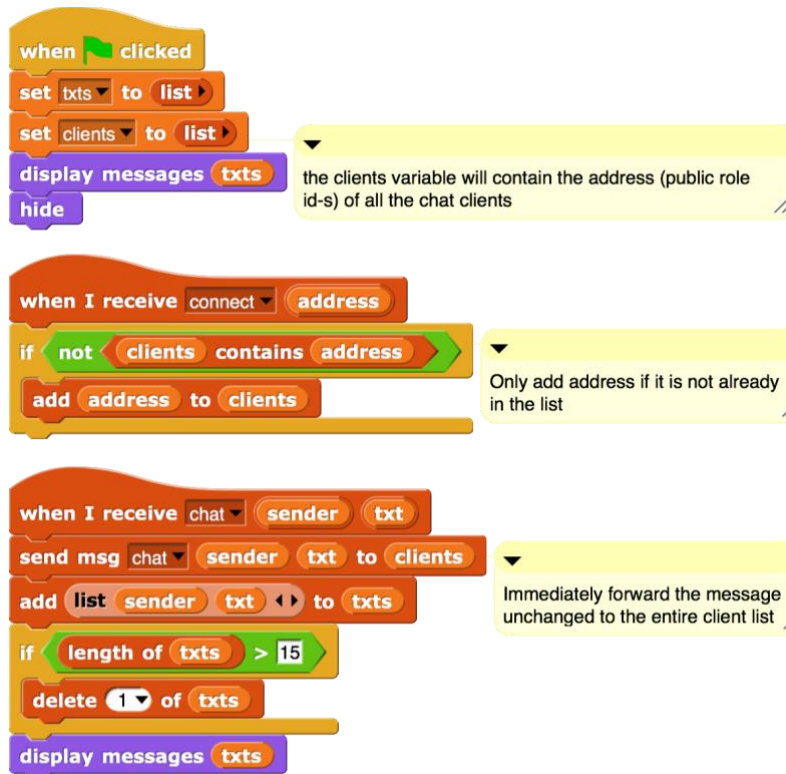 when clicked
set txts to list
set clients to list
display messages txts
hide
the clients variable will contain the address (public role
id-s) of all the chat clients
when I receive connect address
if not clients contains address
add address to clients
Only add address if it is not already
in the list
when I receive chat sender txt
send msg chat sender txt to clients
add list sender txt to txts
if length of txts > 15
delete 1 of txts
display messages txts
Immediately forward the message
unchanged to the entire client list